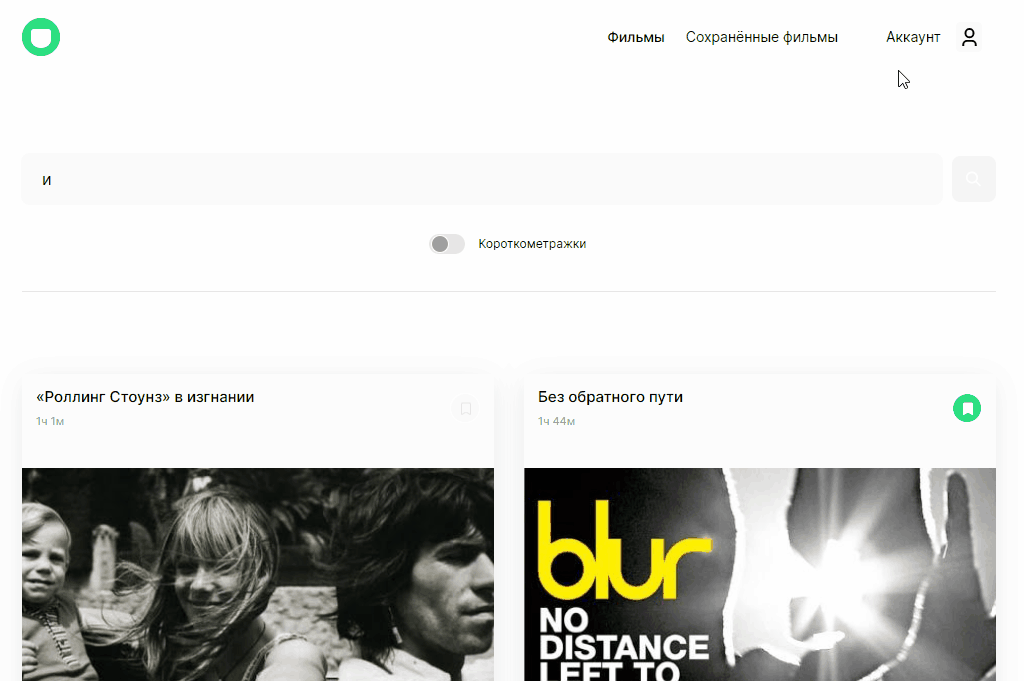 Фильмы Сохранённые фильмы Аккаунт
и
Короткометражки
«Роллинг Стоунз» в изгнании
1ч 1м
Без обратного пути
1ч 44м
blur
NO
DISTANCE
LEFT TO